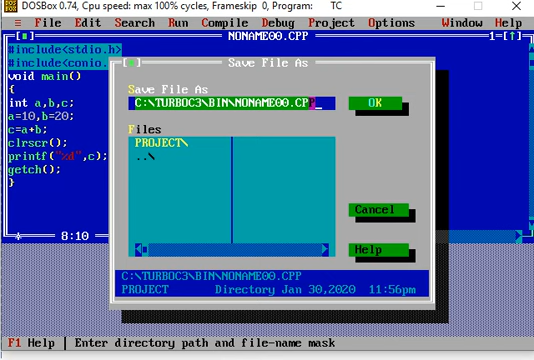 DOSBox 0.74, Cpu speed: max 100% cycles, Frameskip 0, Program: TC
≡ File Edit Search Run Compile Debug Project Options Window Help
NONAME00.CPP 1=[↑]
#include<stdio.h>
#include<conio.
void main()
{
int a,b,c;
a=10,b=20;
c=a+b;
clrscr();
printf("%d",c);
getch();
}
8:10
Save File As
Save File As
C:\TURBOC3\BIN\NONAME00.CPP
OK
Files
PROJECT\
..\
Cancel
Help
C:\TURBOC3\BIN\NONAME00.CPP
PROJECT Directory Jan 30,2020 11:56pm
F1 Help | Enter directory path and file-name mask